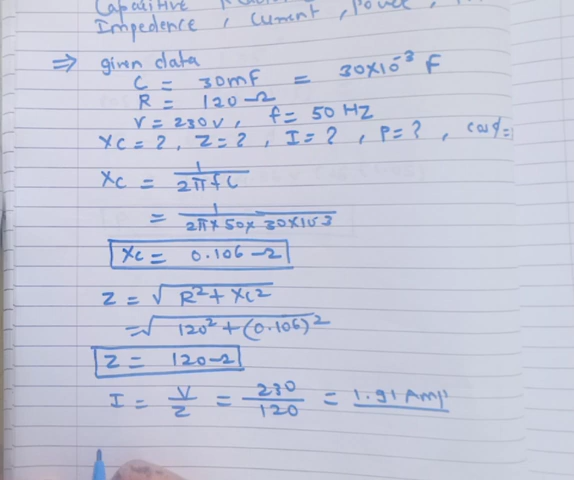 Capacitive
Impedence, Current, Power,
⇒ given data
C = 30mF = 30×10⁻³ F
R = 120 Ω
V = 230V, f = 50 HZ
XC = ?, Z = ?, I = ?, P = ?, cosφ =
XC = 1/2πfC
= 1/2π×50×30×10⁻3
XC = 0.106 Ω
Z = √R²+XC²
= √120²+(0.106)²
Z = 120 Ω
I = V/Z = 230/120 = 1.91 Amp